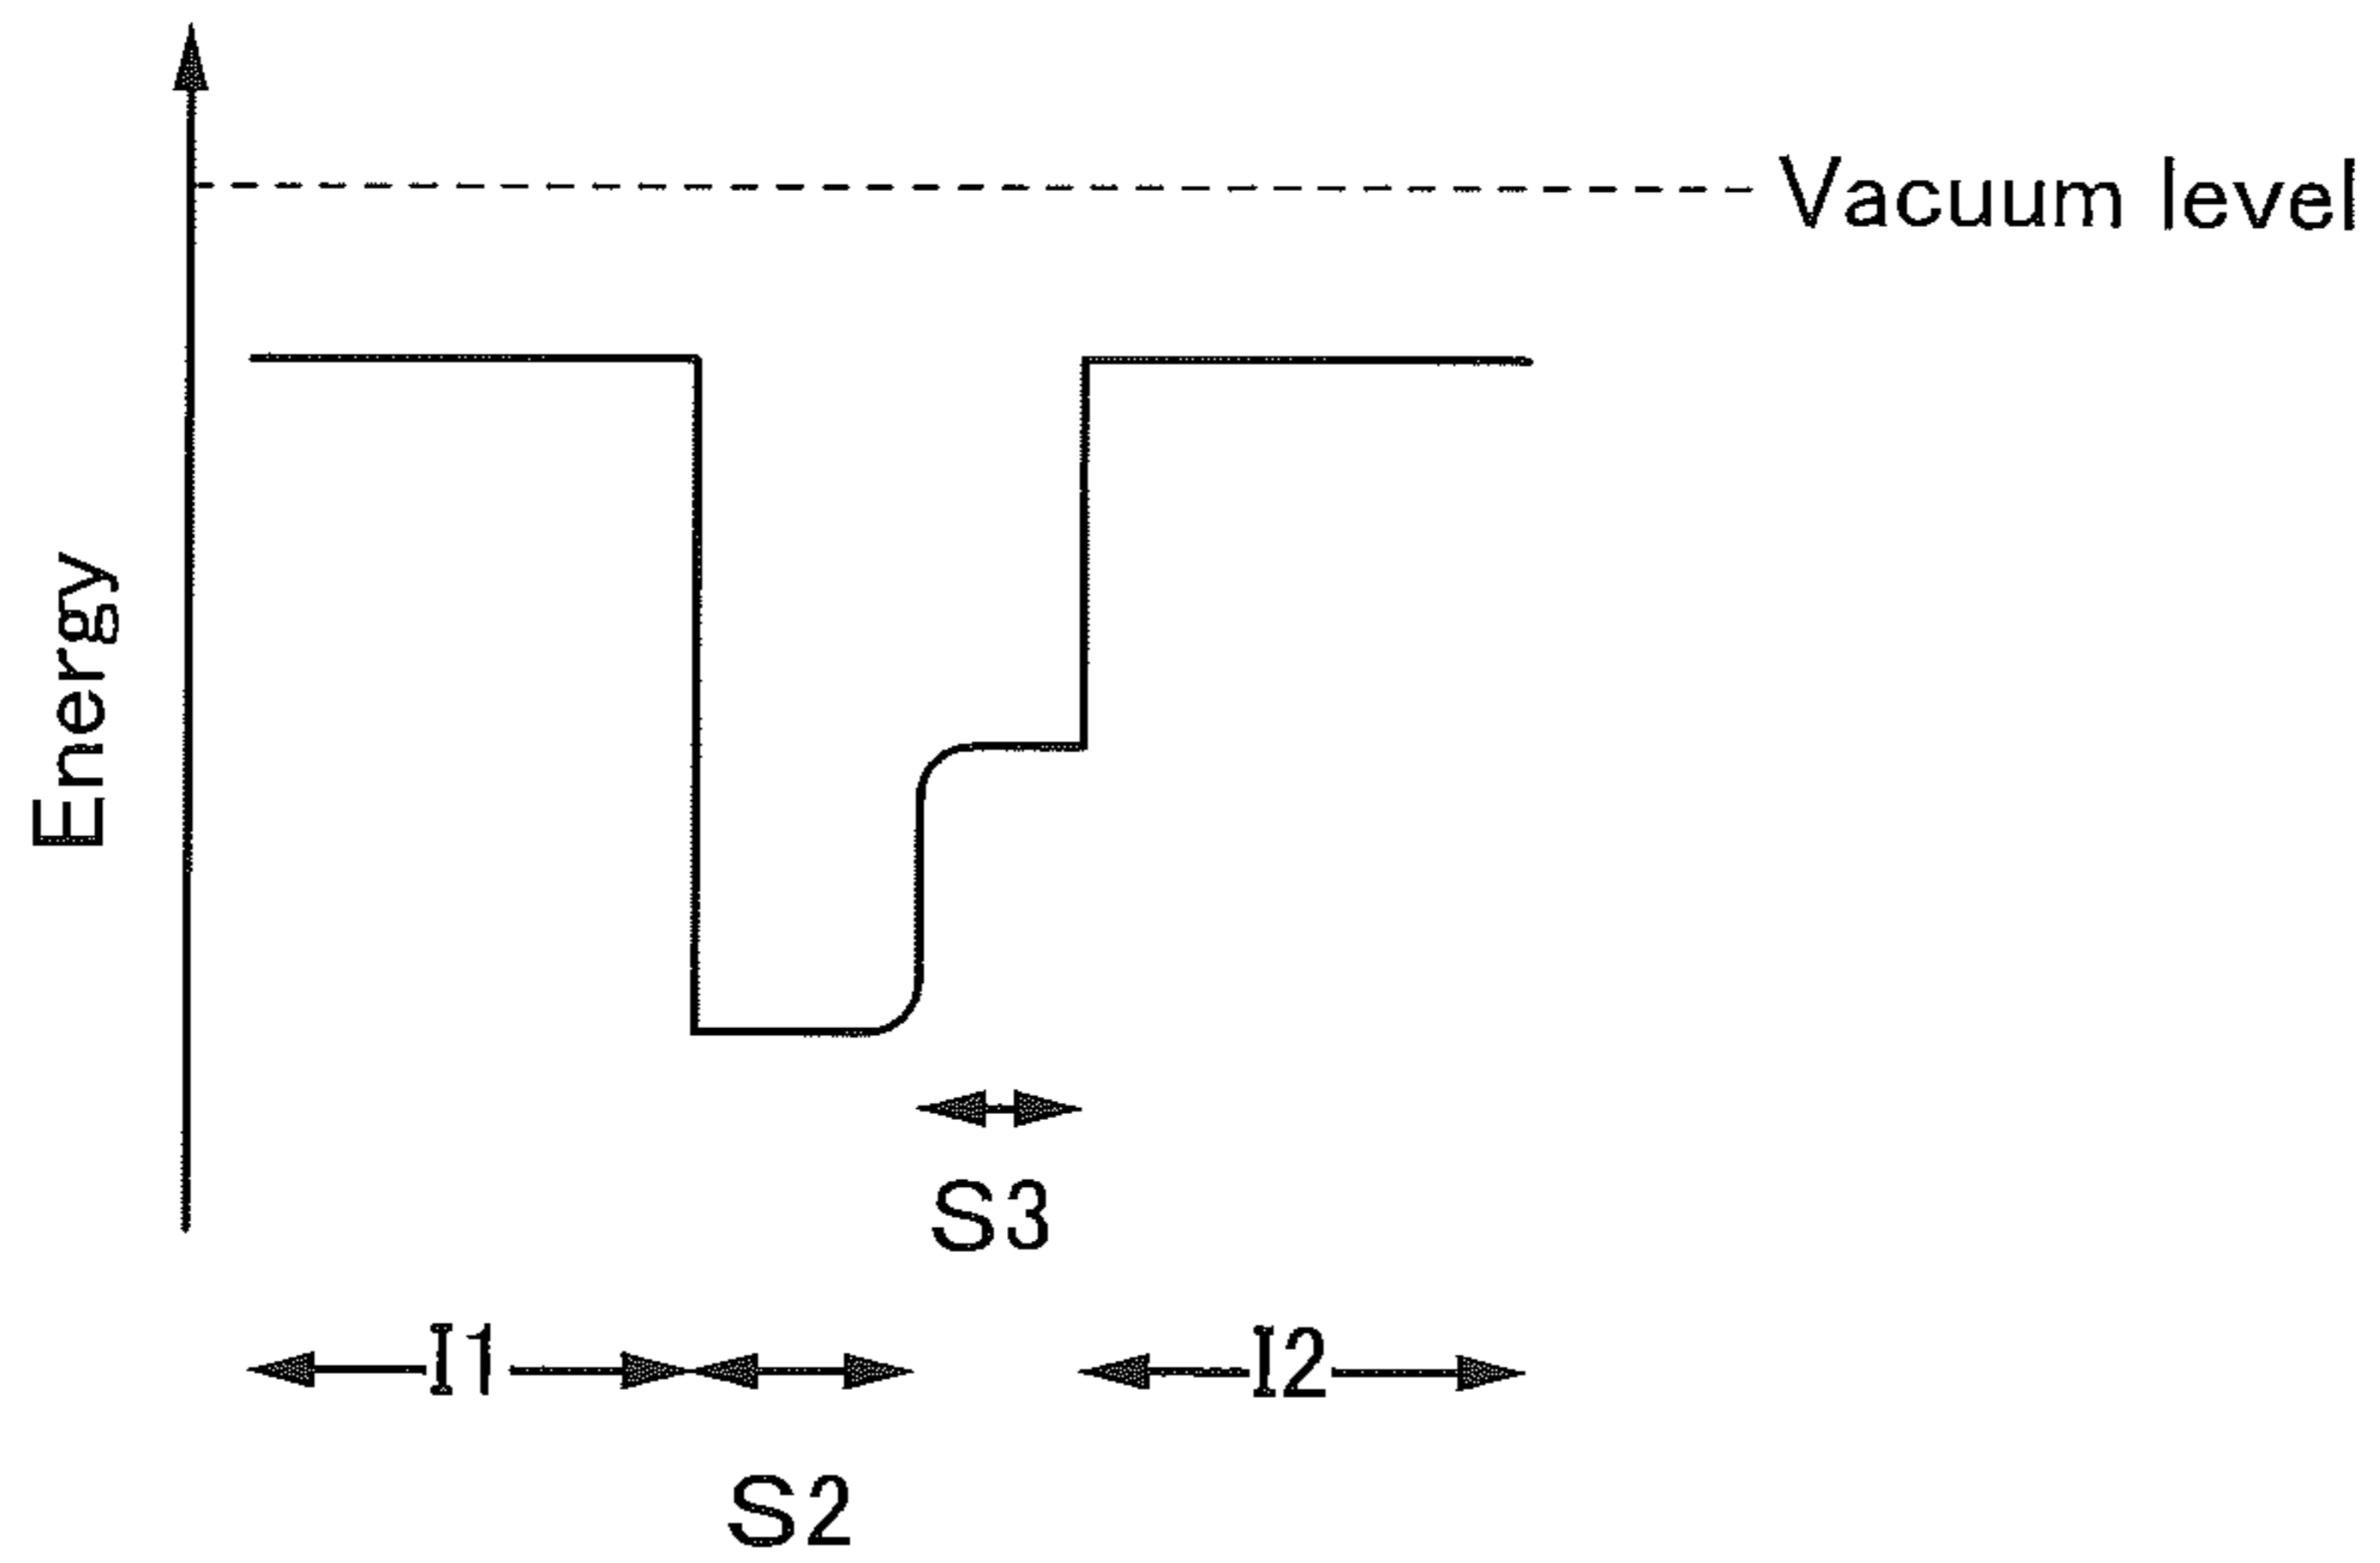 Vacuum level
Energy
S3
I1
I2
S2